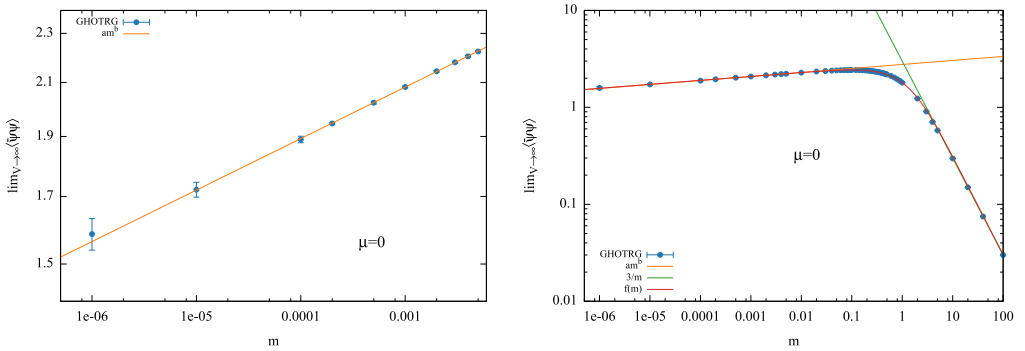 GHOTRG
am^b
2.3
2.1
1.9
1.7
1.5
lim_{V→∞}⟨ψ̄ψ⟩
μ=0
1e-06
1e-05
0.0001
0.001
m
10
1
0.1
0.01
lim_{V→∞}⟨ψ̄ψ⟩
μ=0
GHOTRG
am^b
3/m
f(m)
1e-06
1e-05
0.0001
0.001
0.01
0.1
1
10
100
m